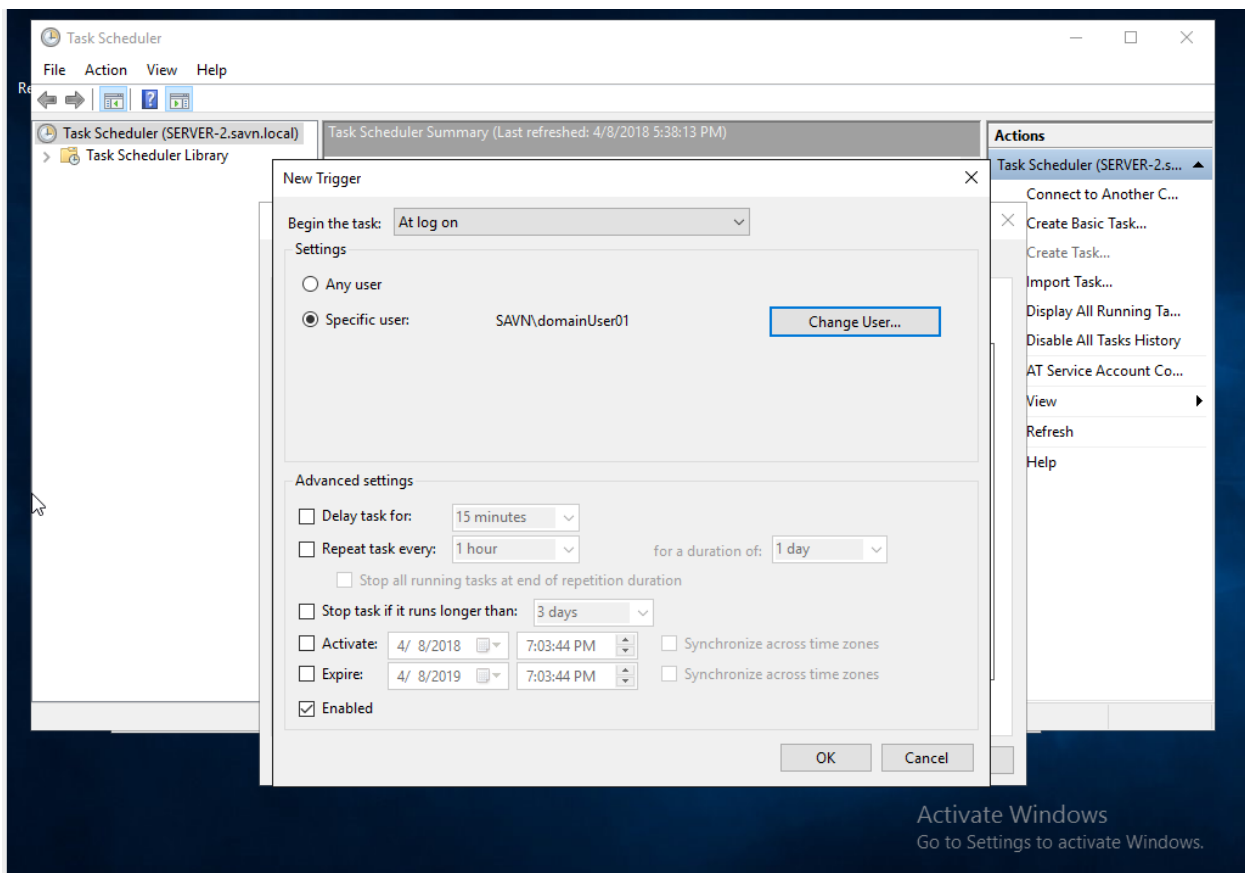 Task Scheduler
File Action View Help
Re
Task Scheduler (SERVER-2.savn.local)
Task Scheduler Library
Task Scheduler Summary (Last refreshed: 4/8/2018 5:38:13 PM)
Actions
Task Scheduler (SERVER-2.s...
Connect to Another C...
Create Basic Task...
Create Task...
Import Task...
Display All Running Ta...
Disable All Tasks History
AT Service Account Co...
View
Refresh
Help
New Trigger
Begin the task: At log on
Settings
Any user
Specific user: SAVN\domainUser01 Change User...
Advanced settings
Delay task for: 15 minutes
Repeat task every: 1 hour for a duration of: 1 day
Stop all running tasks at end of repetition duration
Stop task if it runs longer than: 3 days
Activate: 4/ 8/2018 7:03:44 PM Synchronize across time zones
Expire: 4/ 8/2019 7:03:44 PM Synchronize across time zones
Enabled
OK Cancel
Activate Windows
Go to Settings to activate Windows.